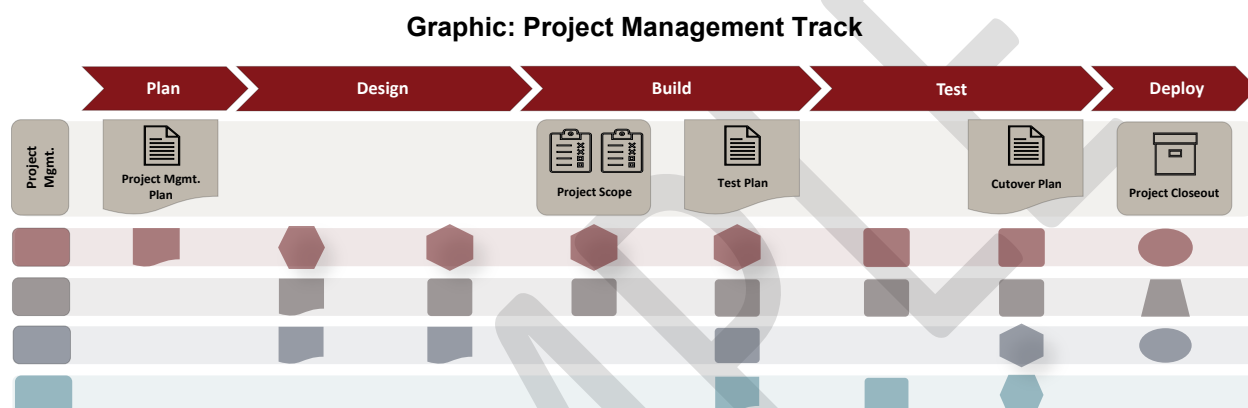 Graphic: Project Management Track
Plan
Design
Build
Test
Deploy
Project
Mgmt.
Project Mgmt.
Plan
Project Scope
Test Plan
Cutover Plan
Project Closeout